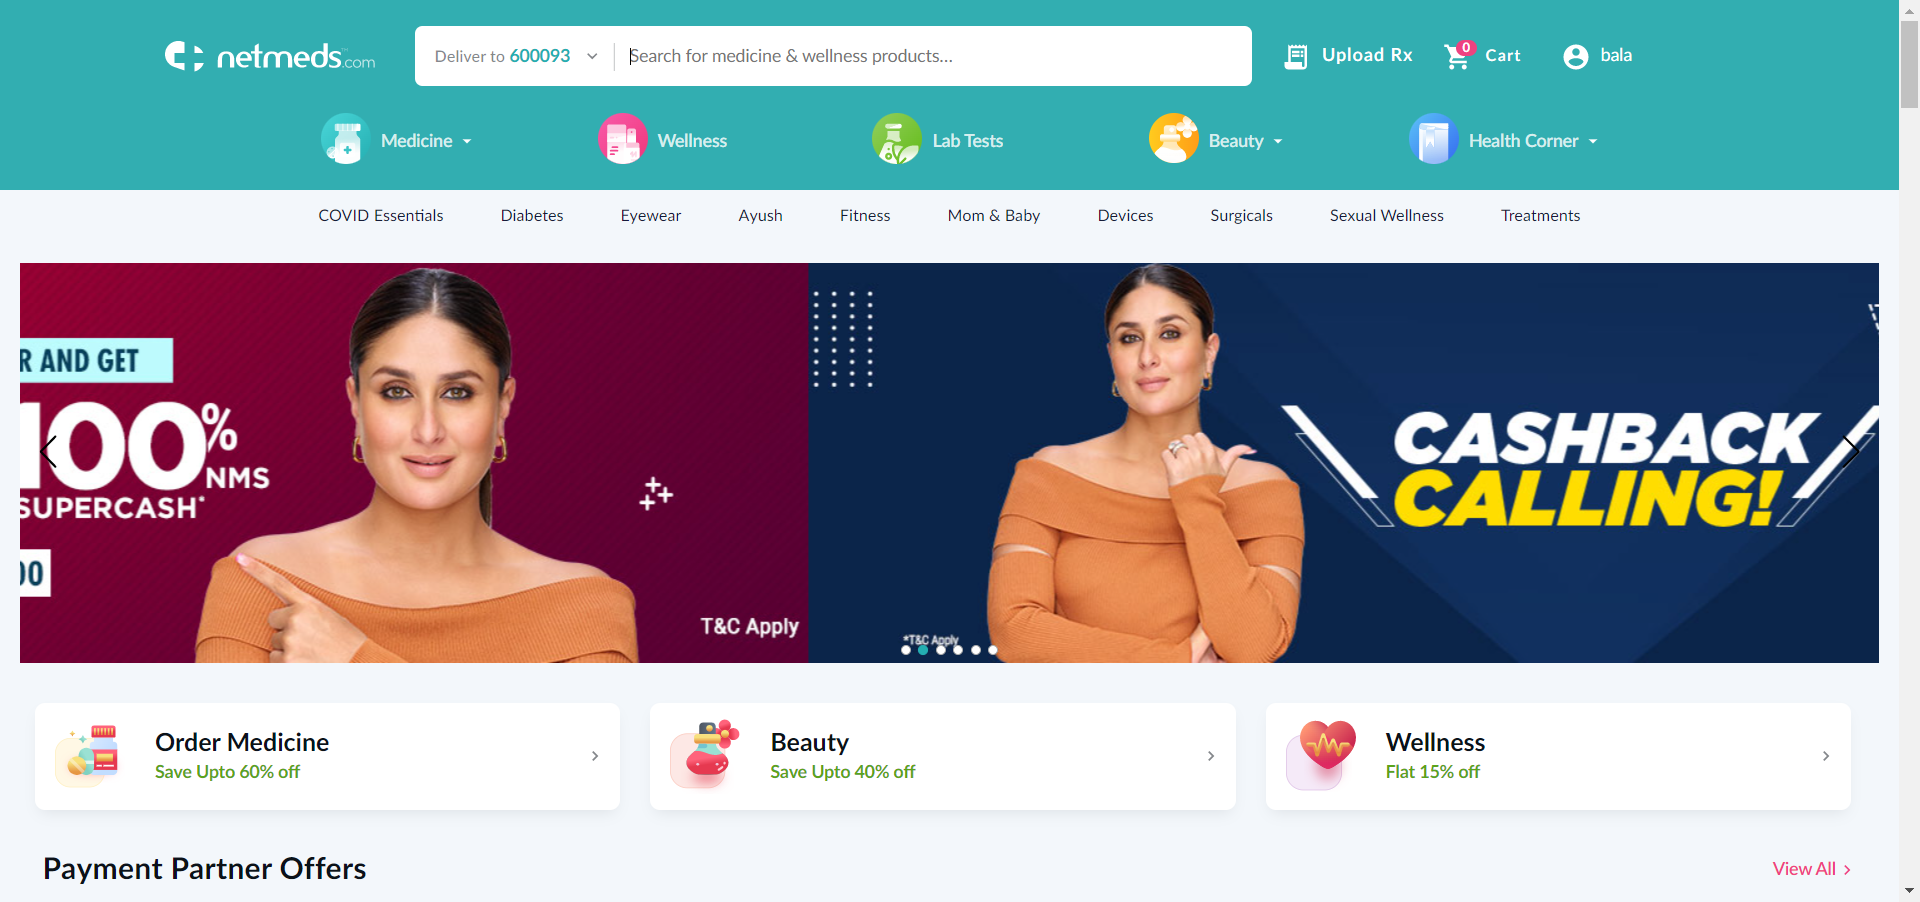 netmeds.com
Deliver to 600093
Search for medicine & wellness products...
Upload Rx
0
Cart
bala
Medicine
Wellness
Lab Tests
Beauty
Health Corner
COVID Essentials
Diabetes
Eyewear
Ayush
Fitness
Mom & Baby
Devices
Surgicals
Sexual Wellness
Treatments
R AND GET
100%
NMS
SUPERCASH*
00
T&C Apply
CASHBACK
CALLING!
*T&C Apply
Order Medicine
Save Upto 60% off
Beauty
Save Upto 40% off
Wellness
Flat 15% off
Payment Partner Offers
View All